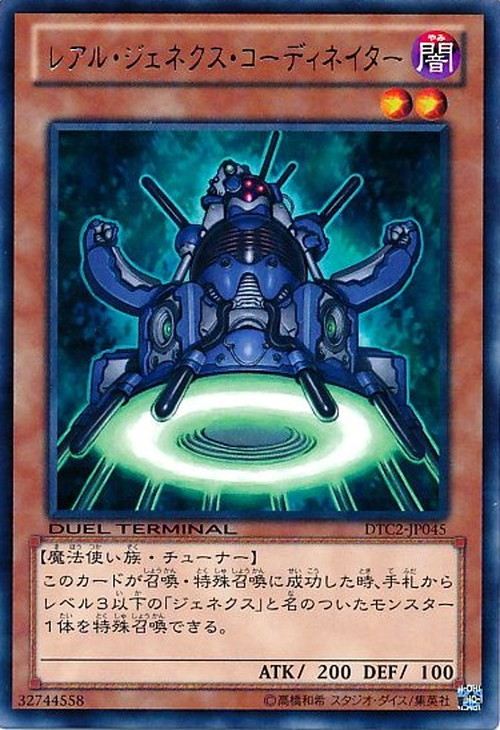 レアル・ジェネクス・コーディネイター
闇
やみ
DUEL TERMINAL
DTC2-JP045
【魔法使い族・チューナー】
このカードが召喚・特殊召喚に成功した時、手札から
レベル3以下の「ジェネクス」と名のついたモンスター
1体を特殊召喚できる。
ATK/ 200 DEF/ 100
32744558
©高橋和希 スタジオ・ダイス/集英社